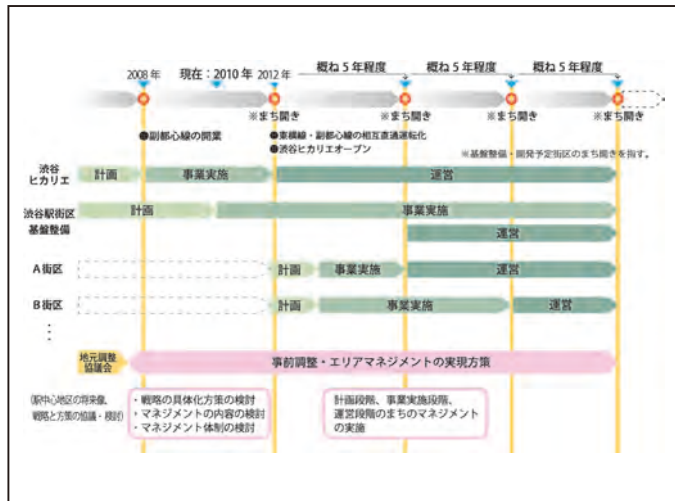 2008年
現在:2010年
2012年
概ね5年程度
概ね5年程度
概ね5年程度
※まち開き
※まち開き
※まち開き
※まち開き
●副都心線の開業
●東横線・副都心線の相互直通運転化
●渋谷ヒカリエオープン
※基盤整備・開発予定街区のまち開きを指す。
渋谷
ヒカリエ
計画
事業実施
運営
渋谷駅街区
基盤整備
計画
事業実施
運営
A街区
計画
事業実施
運営
B街区
計画
事業実施
運営
⋮
地元調整
協議会
事前調整・エリアマネジメントの実現方策
(駅中心地区の将来像、
戦略と方策の協議・検討)
・戦略の具体化方策の検討
・マネジメントの内容の検討
・マネジメント体制の検討
計画段階、事業実施段階、
運営段階のまちのマネジメント
の実施